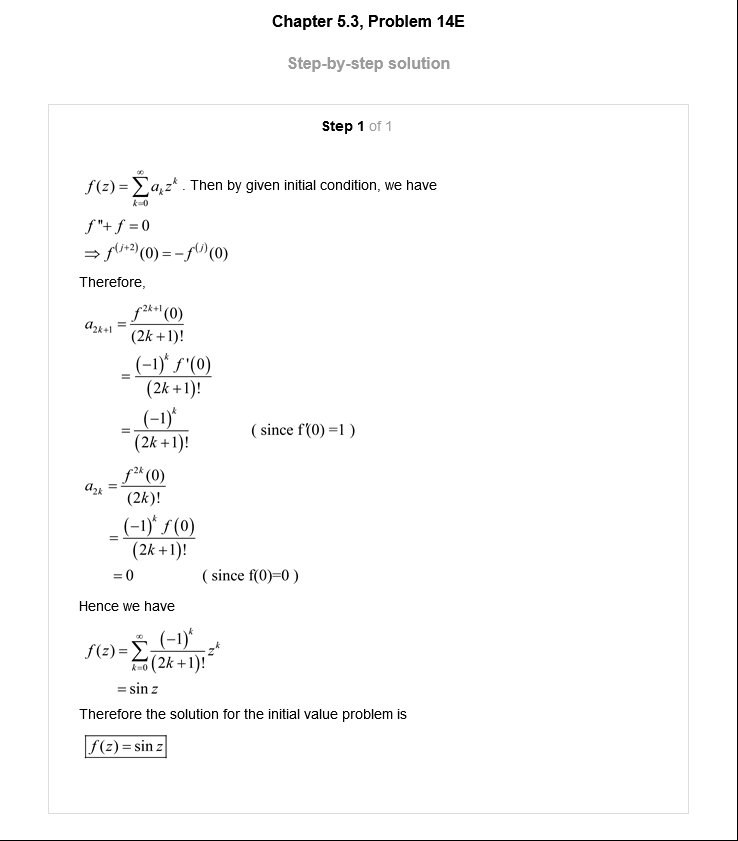 Chapter 5.3, Problem 14E
Step-by-step solution
Step 1 of 1
f(z) = \sum_{k=0}^{\infty} a_k z^k . Then by given initial condition, we have
f "+ f = 0
⇒ f^{(j+2)}(0) = −f^{(j)}(0)
Therefore,
a_{2k+1} = \frac{f^{2k+1}(0)}{(2k+1)!}
= \frac{(−1)^k f '(0)}{(2k+1)!}
= \frac{(−1)^k}{(2k+1)!} ( since f'(0) =1 )
a_{2k} = \frac{f^{2k}(0)}{(2k)!}
= \frac{(−1)^k f(0)}{(2k+1)!}
= 0 ( since f(0)=0 )
Hence we have
f(z) = \sum_{k=0}^{\infty} \frac{(−1)^k}{(2k+1)!} z^k
= sin z
Therefore the solution for the initial value problem is
f(z) = sin z